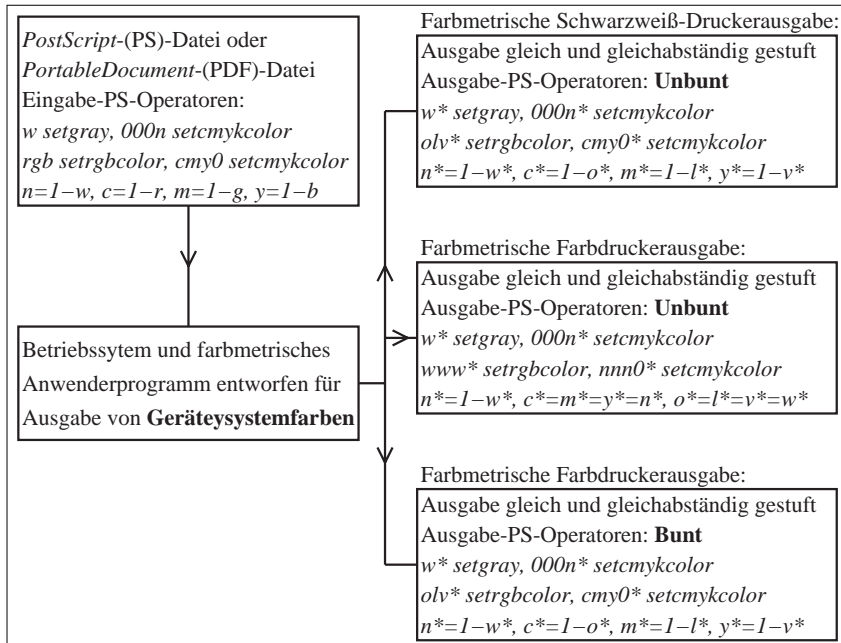 PostScript-(PS)-Datei oder
PortableDocument-(PDF)-Datei
Eingabe-PS-Operatoren:
w setgray, 000n setcmykcolor
rgb setrgbcolor, cmy0 setcmykcolor
n=1–w, c=1–r, m=1–g, y=1–b
Betriebssytem und farbmetrisches
Anwenderprogramm entworfen für
Ausgabe von Geräteysystemfarben
Farbmetrische Schwarzweiß-Druckerausgabe:
Ausgabe gleich und gleichabständig gestuft
Ausgabe-PS-Operatoren: Unbunt
w* setgray, 000n* setcmykcolor
olv* setrgbcolor, cmy0* setcmykcolor
n*=1–w*, c*=1–o*, m*=1–l*, y*=1–v*
Farbmetrische Farbdruckerausgabe:
Ausgabe gleich und gleichabständig gestuft
Ausgabe-PS-Operatoren: Unbunt
w* setgray, 000n* setcmykcolor
www* setrgbcolor, nnn0* setcmykcolor
n*=1–w*, c*=m*=y*=n*, o*=l*=v*=w*
Farbmetrische Farbdruckerausgabe:
Ausgabe gleich und gleichabständig gestuft
Ausgabe-PS-Operatoren: Bunt
w* setgray, 000n* setcmykcolor
olv* setrgbcolor, cmy0* setcmykcolor
n*=1–w*, c*=1–o*, m*=1–l*, y*=1–v*